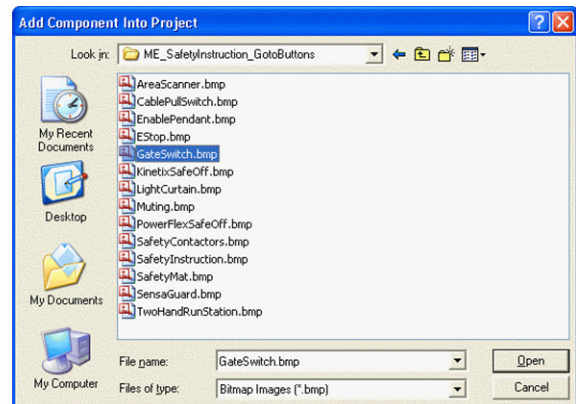 Add Component Into Project
Look in: ME_SafetyInstruction_GotoButtons
AreaScanner.bmp
CablePullSwitch.bmp
EnablePendant.bmp
EStop.bmp
GateSwitch.bmp
KinetixSafeOff.bmp
LightCurtain.bmp
Muting.bmp
PowerFlexSafeOff.bmp
SafetyContactors.bmp
SafetyInstruction.bmp
SafetyMat.bmp
SensaGuard.bmp
TwoHandRunStation.bmp
My Recent
Documents
Desktop
My Documents
My Computer
File name: GateSwitch.bmp Open
Files of type: Bitmap Images (*.bmp) Cancel